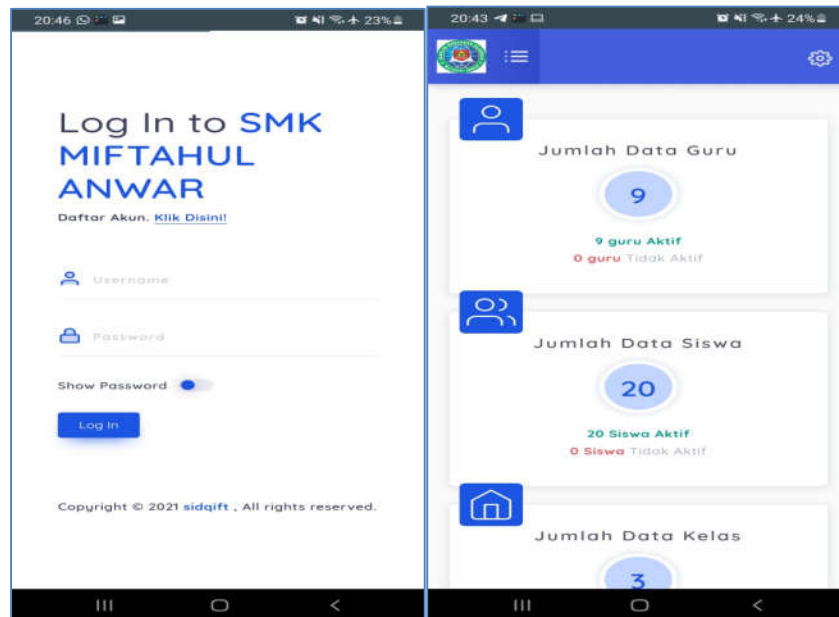 20:46
23%
Log In to SMK
MIFTAHUL
ANWAR
Daftar Akun. Klik Disini!
Username
Password
Show Password
Log In
Copyright © 2021 sidqift , All rights reserved.
20:43
24%
Jumlah Data Guru
9
9 guru Aktif
0 guru Tidak Aktif
Jumlah Data Siswa
20
20 Siswa Aktif
0 Siswa Tidak Aktif
Jumlah Data Kelas
3